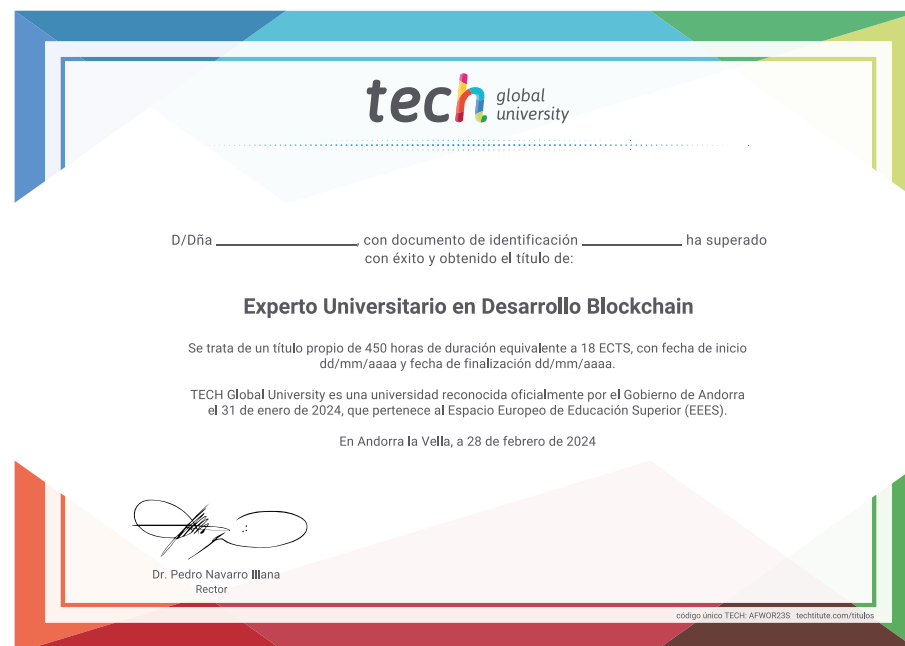 tech global university
D/Dña ____________________, con documento de identificación ______________ ha superado
con éxito y obtenido el título de:
Experto Universitario en Desarrollo Blockchain
Se trata de un título propio de 450 horas de duración equivalente a 18 ECTS, con fecha de inicio
dd/mm/aaaa y fecha de finalización dd/mm/aaaa.
TECH Global University es una universidad reconocida oficialmente por el Gobierno de Andorra
el 31 de enero de 2024, que pertenece al Espacio Europeo de Educación Superior (EEES).
En Andorra la Vella, a 28 de febrero de 2024
Dr. Pedro Navarro Illana
Rector
código único TECH: AFWOR23S techtitute.com/titulos